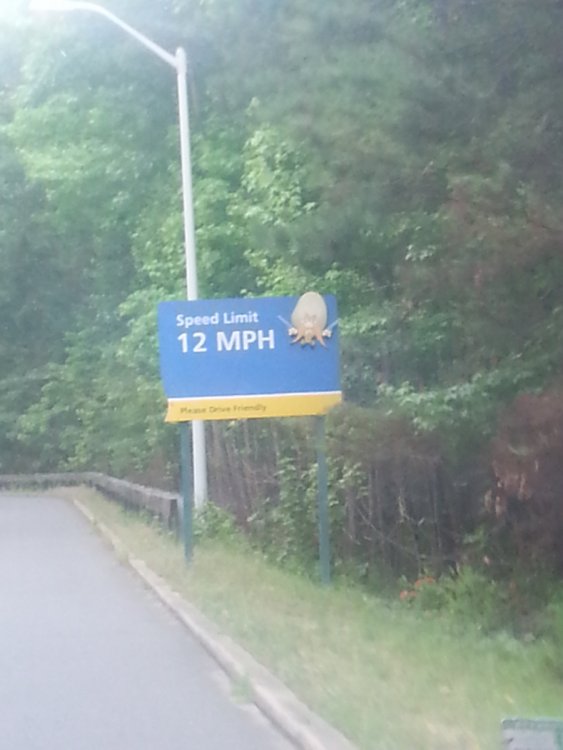 Speed Limit
12 MPH
Please Drive Friendly